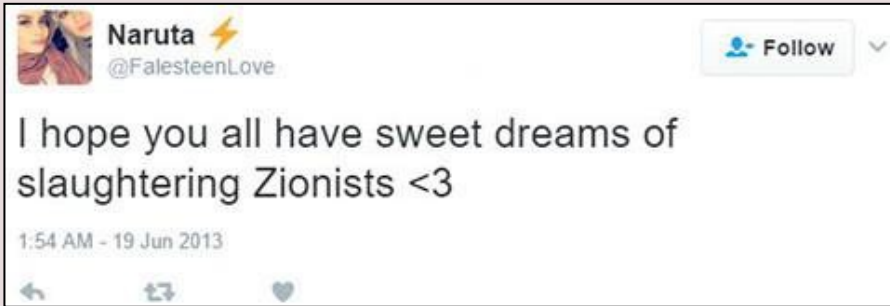 Naruta ⚡
@FalesteenLove
Follow
I hope you all have sweet dreams of
slaughtering Zionists <3
1:54 AM - 19 Jun 2013